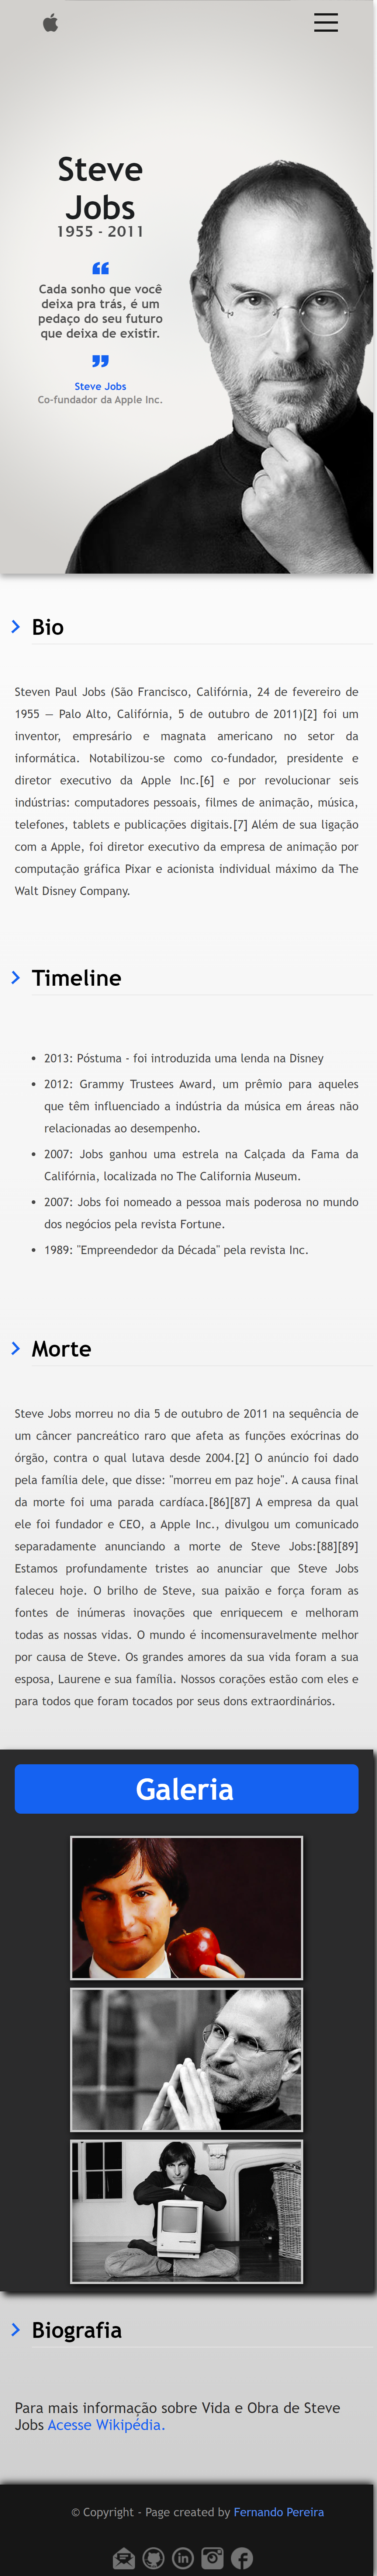 Steve
Jobs
1955 - 2011
Cada sonho que você
deixa pra trás, é um
pedaço do seu futuro
que deixa de existir.
Steve Jobs
Co-fundador da Apple Inc.
Bio
Steven Paul Jobs (São Francisco, Califórnia, 24 de fevereiro de
1955 — Palo Alto, Califórnia, 5 de outubro de 2011)[2] foi um
inventor, empresário e magnata americano no setor da
informática. Notabilizou-se como co-fundador, presidente e
diretor executivo da Apple Inc.[6] e por revolucionar seis
indústrias: computadores pessoais, filmes de animação, música,
telefones, tablets e publicações digitais.[7] Além de sua ligação
com a Apple, foi diretor executivo da empresa de animação por
computação gráfica Pixar e acionista individual máximo da The
Walt Disney Company.
Timeline
• 2013: Póstuma - foi introduzida uma lenda na Disney
• 2012: Grammy Trustees Award, um prêmio para aqueles
que têm influenciado a indústria da música em áreas não
relacionadas ao desempenho.
• 2007: Jobs ganhou uma estrela na Calçada da Fama da
Califórnia, localizada no The California Museum.
• 2007: Jobs foi nomeado a pessoa mais poderosa no mundo
dos negócios pela revista Fortune.
• 1989: "Empreendedor da Década" pela revista Inc.
Morte
Steve Jobs morreu no dia 5 de outubro de 2011 na sequência de
um câncer pancreático raro que afeta as funções exócrinas do
órgão, contra o qual lutava desde 2004.[2] O anúncio foi dado
pela família dele, que disse: "morreu em paz hoje". A causa final
da morte foi uma parada cardíaca.[86][87] A empresa da qual
ele foi fundador e CEO, a Apple Inc., divulgou um comunicado
separadamente anunciando a morte de Steve Jobs:[88][89]
Estamos profundamente tristes ao anunciar que Steve Jobs
faleceu hoje. O brilho de Steve, sua paixão e força foram as
fontes de inúmeras inovações que enriquecem e melhoram
todas as nossas vidas. O mundo é incomensuravelmente melhor
por causa de Steve. Os grandes amores da sua vida foram a sua
esposa, Laurene e sua família. Nossos corações estão com eles e
para todos que foram tocados por seus dons extraordinários.
Galeria
Biografia
Para mais informação sobre Vida e Obra de Steve
Jobs Acesse Wikipédia.
© Copyright - Page created by Fernando Pereira